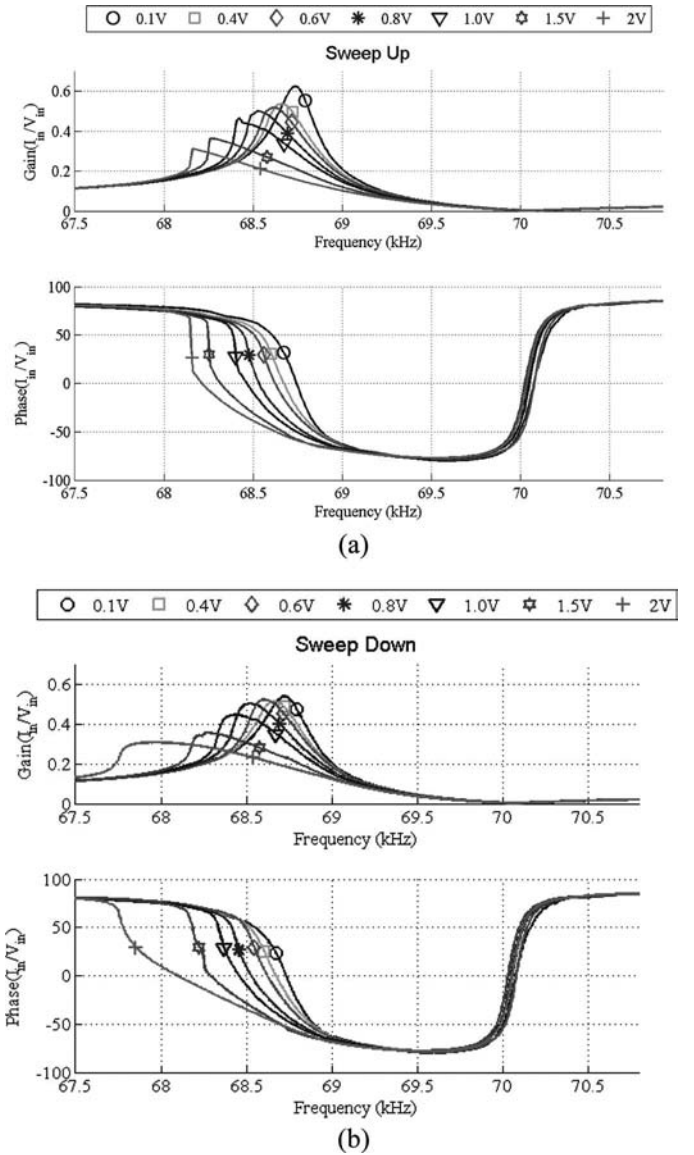 0.1V 0.4V 0.6V 0.8V 1.0V 1.5V 2V
Sweep Up
Gain(I_in/V_in)
0.6
0.4
0.2
0
67.5 68 68.5 69 69.5 70 70.5
Frequency (kHz)
Phase(I_in/V_in)
100
50
0
-50
-100
67.5 68 68.5 69 69.5 70 70.5
Frequency (kHz)
(a)
0.1V 0.4V 0.6V 0.8V 1.0V 1.5V 2V
Sweep Down
Gain(I_in/V_in)
0.6
0.4
0.2
0
67.5 68 68.5 69 69.5 70 70.5
Frequency (kHz)
Phase(I_in/V_in)
100
50
0
-50
-100
67.5 68 68.5 69 69.5 70 70.5
Frequency (kHz)
(b)